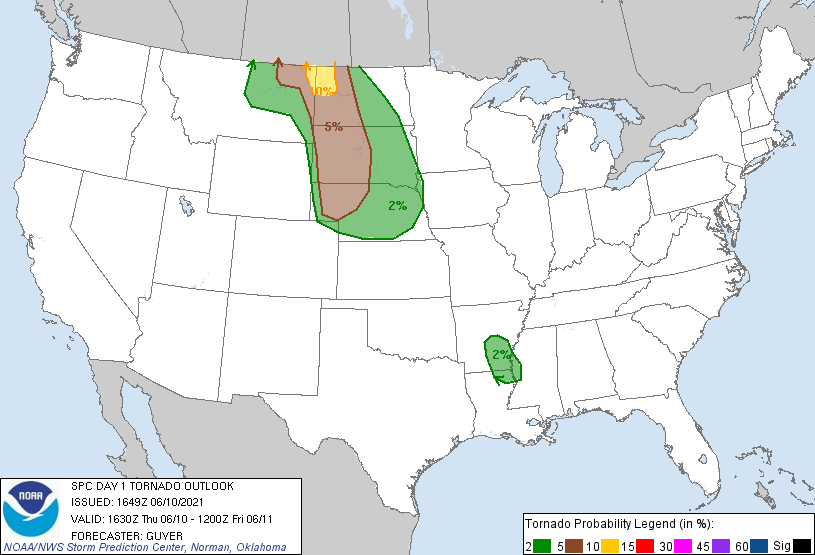 10%
5%
2%
2%
NOAA
SPC DAY 1 TORNADO OUTLOOK
ISSUED: 1649Z 06/10/2021
VALID: 1630Z Thu 06/10 - 1200Z Fri 06/11
FORECASTER: GUYER
NOAA/NWS Storm Prediction Center, Norman, Oklahoma
Tornado Probability Legend (in %):
2 5 10 15 30 45 60 Sig